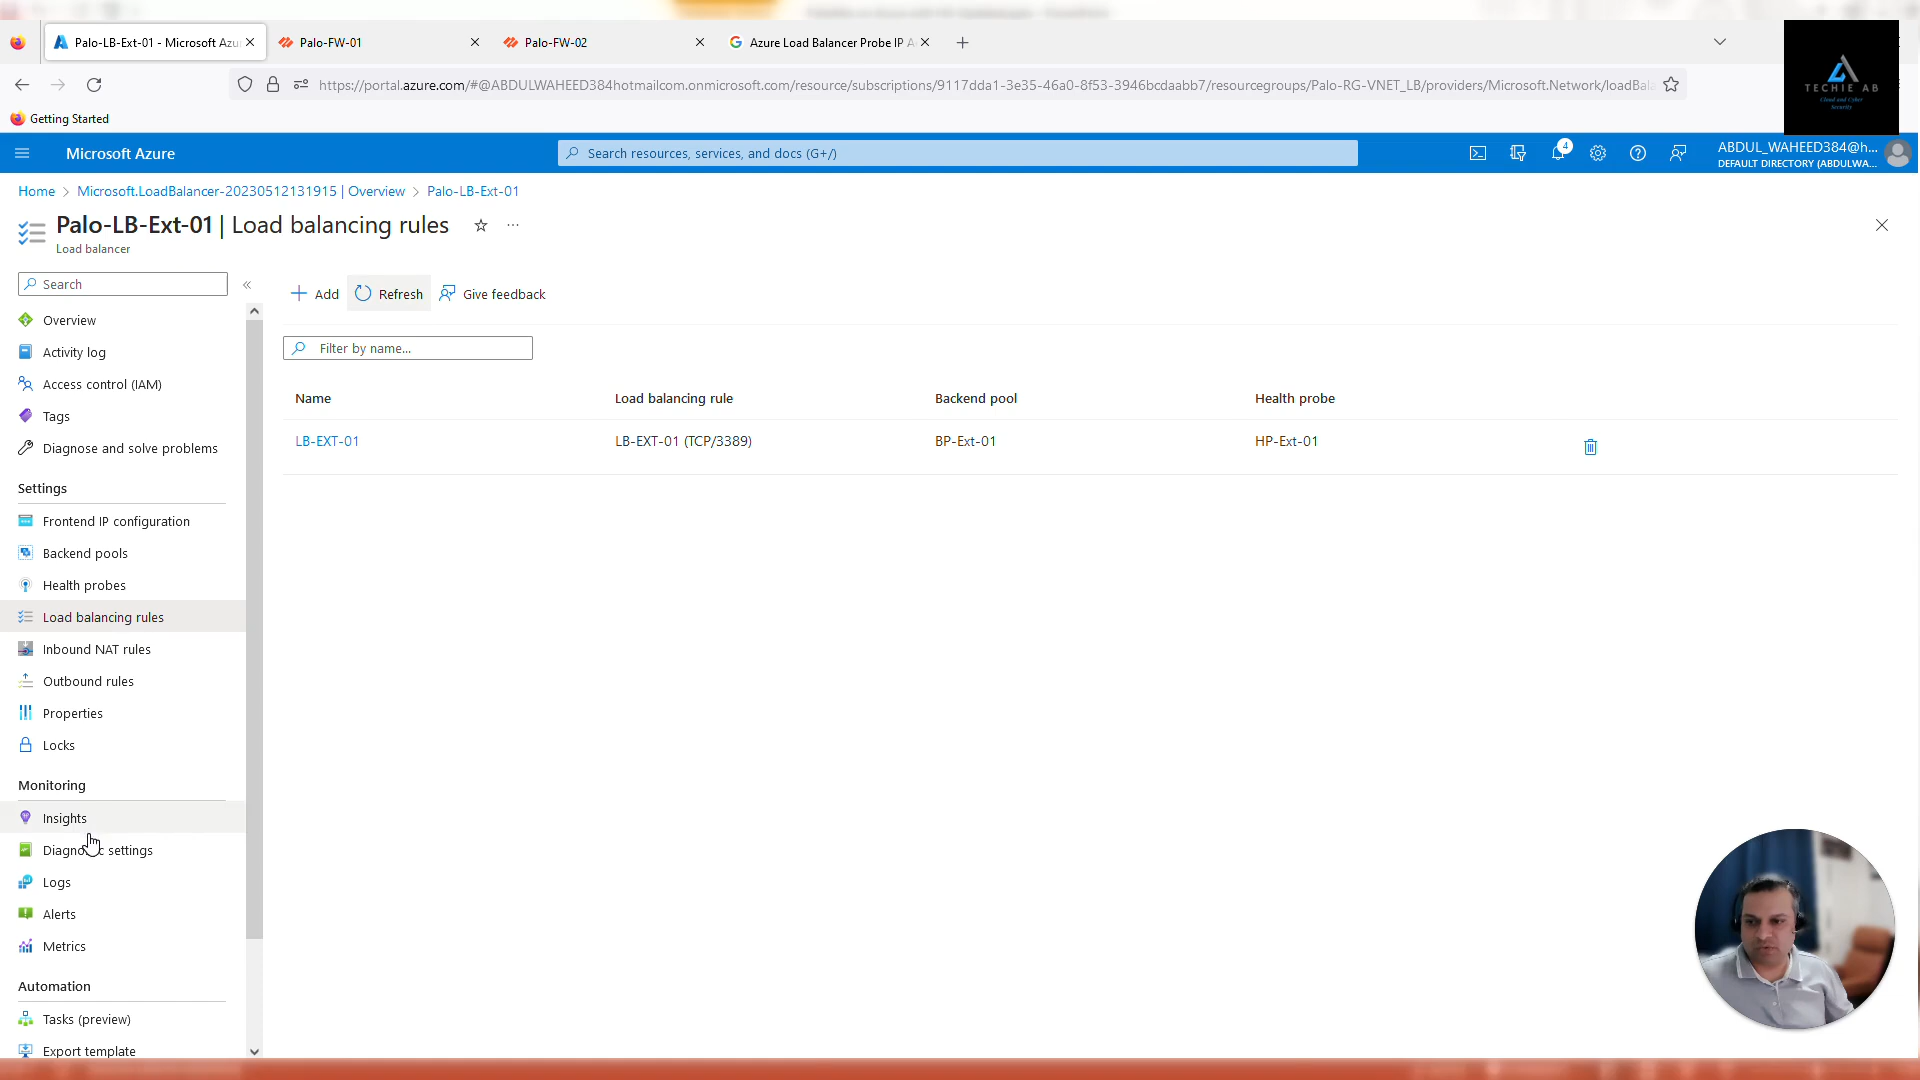 Palo-LB-Ext-01 - Microsoft Azu
Palo-FW-01
Palo-FW-02
Azure Load Balancer Probe IP A
https://portal.azure.com/#@ABDULWAHEED384hotmailcom.onmicrosoft.com/resource/subscriptions/9117dda1-3e35-46a0-8f53-3946bcdaabb7/resourcegroups/Palo-RG-VNET_LB/providers/Microsoft.Network/loadBala
TECHIE AB
Cloud and Cyber
Security
Getting Started
Microsoft Azure
Search resources, services, and docs (G+/)
4
ABDUL_WAHEED384@h...
DEFAULT DIRECTORY (ABDULWA...
Home > Microsoft.LoadBalancer-20230512131915 | Overview > Palo-LB-Ext-01
Palo-LB-Ext-01 | Load balancing rules
Load balancer
Search
Add
Refresh
Give feedback
Filter by name...
Name
Load balancing rule
Backend pool
Health probe
LB-EXT-01
LB-EXT-01 (TCP/3389)
BP-Ext-01
HP-Ext-01
Overview
Activity log
Access control (IAM)
Tags
Diagnose and solve problems
Settings
Frontend IP configuration
Backend pools
Health probes
Load balancing rules
Inbound NAT rules
Outbound rules
Properties
Locks
Monitoring
Insights
Diagnostic settings
Logs
Alerts
Metrics
Automation
Tasks (preview)
Export template